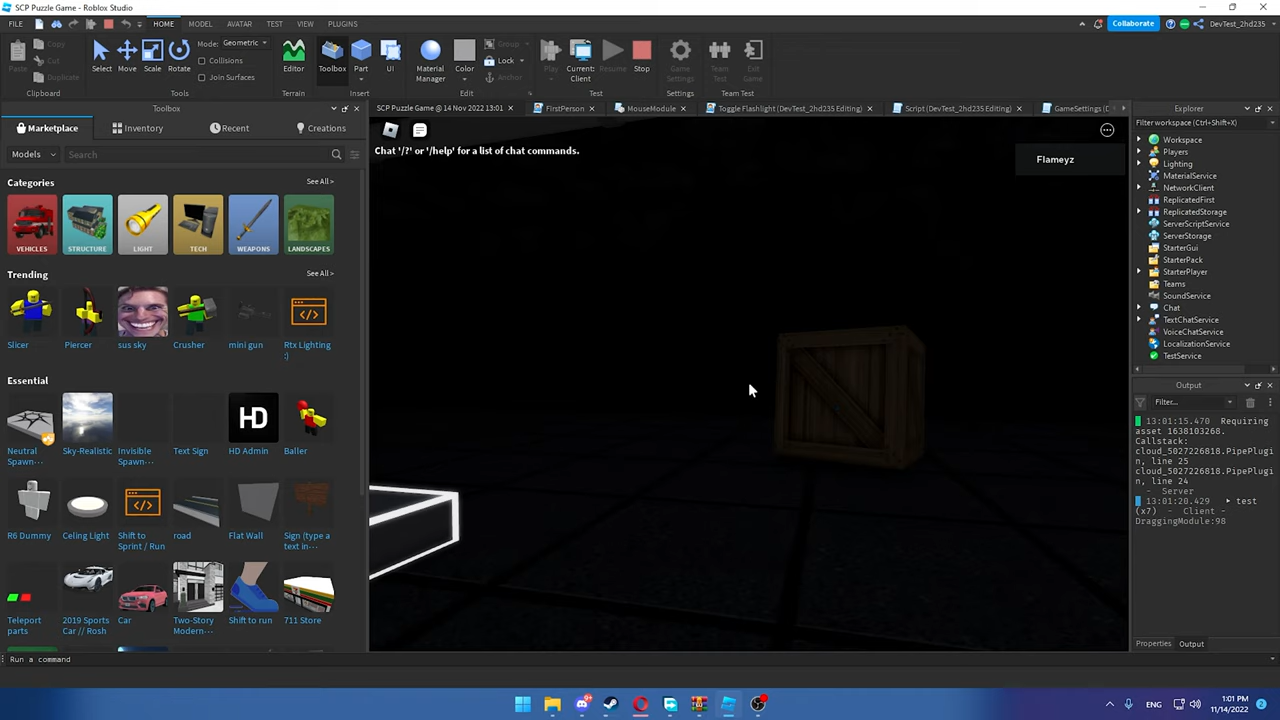 SCP Puzzle Game - Roblox Studio
FILE HOME MODEL AVATAR TEST VIEW PLUGINS
Collaborate DevTest_2hd235
Paste Copy Cut Duplicate Clipboard
Select Move Scale Rotate Mode: Geometric Collisions Join Surfaces Tools
Editor Terrain
Toolbox Part UI Insert
Material Manager Color Group Lock Anchor Edit
Play Current: Client Resume Stop Test
Game Settings Settings
Team Test Exit Game Team Test
Toolbox
Marketplace Inventory Recent Creations
Models Search
Categories See All >
VEHICLES STRUCTURE LIGHT TECH WEAPONS LANDSCAPES
Trending See All >
Slicer Piercer sus sky Crusher mini gun Rtx Lighting :)
Essential
HD
Neutral Spawn··· Sky-Realistic Invisible Spawn··· Text Sign HD Admin Baller
R6 Dummy Celing Light Shift to Sprint / Run road Flat Wall Sign (type a text in···
711 Store
Teleport parts 2019 Sports Car // Rosh Car Two-Story Modern··· Shift to run
SCP Puzzle Game @ 14 Nov 2022 13:01 FirstPerson MouseModule Toggle Flashlight (DevTest_2hd235 Editing) Script (DevTest_2hd235 Editing) GameSettings (D
Chat '/?' or '/help' for a list of chat commands.
Flameyz
Explorer
Filter workspace (Ctrl+Shift+X)
Workspace
Players
Lighting
MaterialService
NetworkClient
ReplicatedFirst
ReplicatedStorage
ServerScriptService
ServerStorage
StarterGui
StarterPack
StarterPlayer
Teams
SoundService
Chat
TextChatService
VoiceChatService
LocalizationService
TestService
Output
Filter...
13:01:15.470 Requiring
asset 1638103268.
Callstack:
cloud_5027226818.PipePlugi
n, line 25
cloud_5027226818.PipePlugi
n, line 24
- Server
13:01:20.429 ▸ test
(x7) - Client -
DraggingModule:98
Properties Output
Run a command
ENG 1:01 PM
11/14/2022